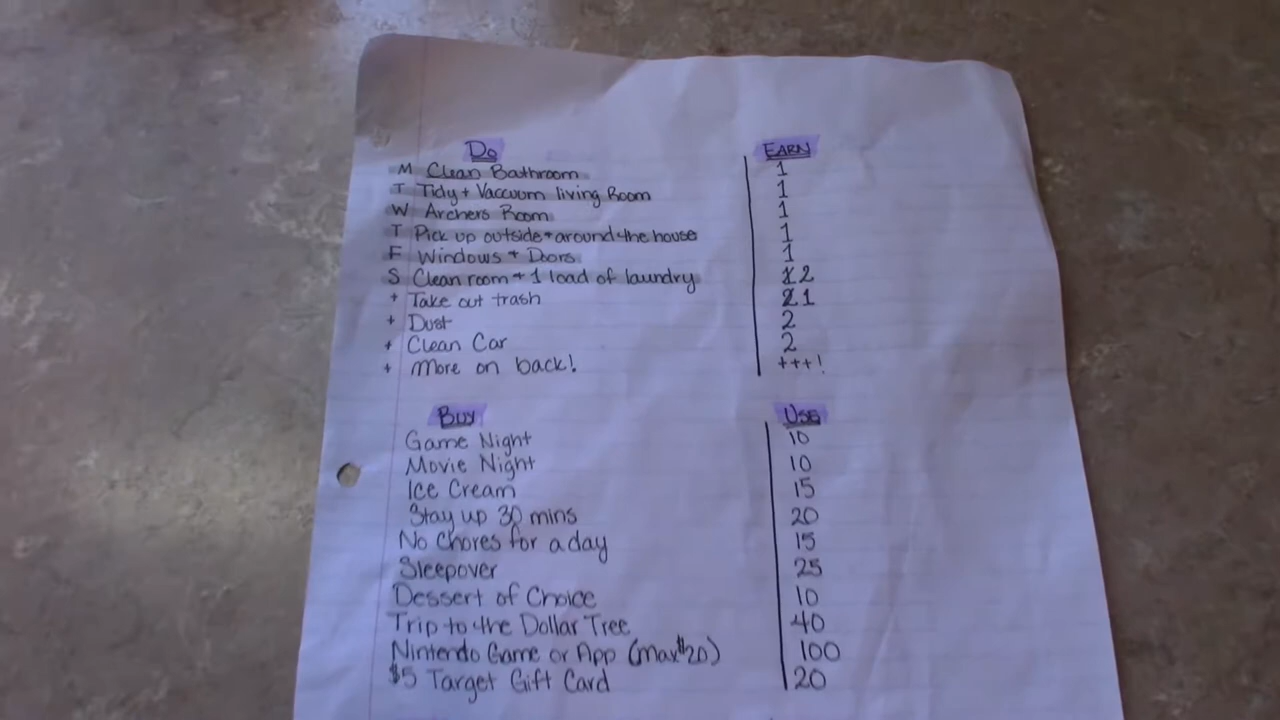 Do EARN
M Clean Bathroom 1
T Tidy + Vaccuum living Room 1
W Archers Room 1
T Pick up outside + around the house 1
F Windows + Doors 1
S Clean room + 1 load of laundry 2
+ Take out trash 1
+ Dust 2
+ Clean Car 2
+ More on back! +++!
Buy Use
Game Night 10
Movie Night 10
Ice Cream 15
Stay up 30 mins 20
No Chores for a day 15
Sleepover 25
Dessert of Choice 10
Trip to the Dollar Tree 40
Nintendo Game or App (max $20) 100
$5 Target Gift Card 20